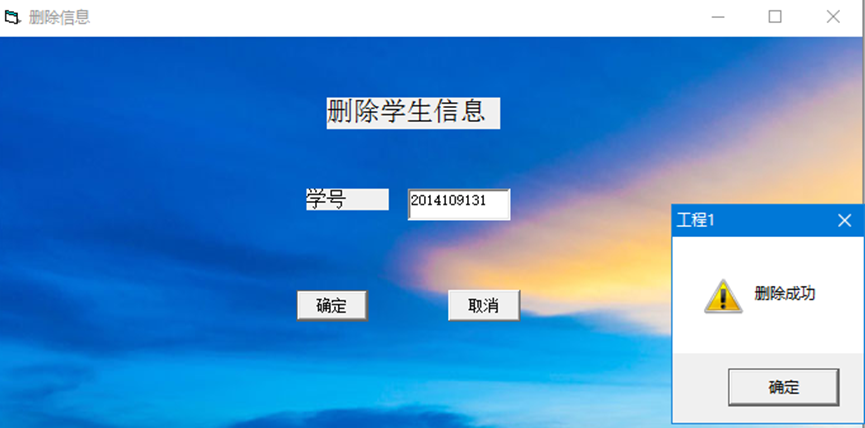 删除信息
删除学生信息
学号
2014109131
确定
取消
工程1
删除成功
确定